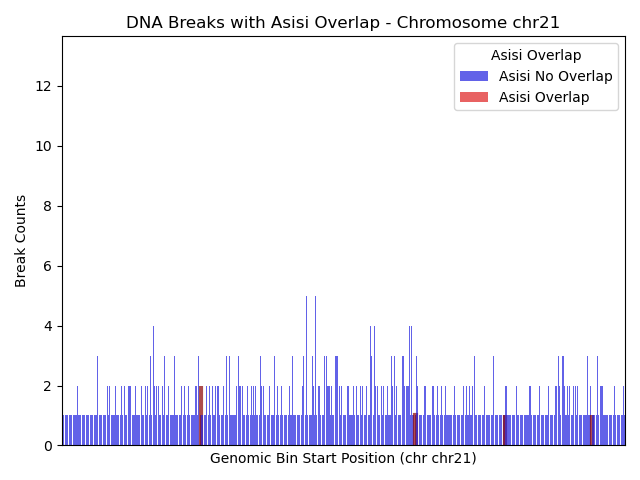 DNA Breaks with Asisi Overlap - Chromosome chr21
Asisi Overlap
Asisi No Overlap
Asisi Overlap
12
10
8
6
4
2
0
Break Counts
Genomic Bin Start Position (chr chr21)